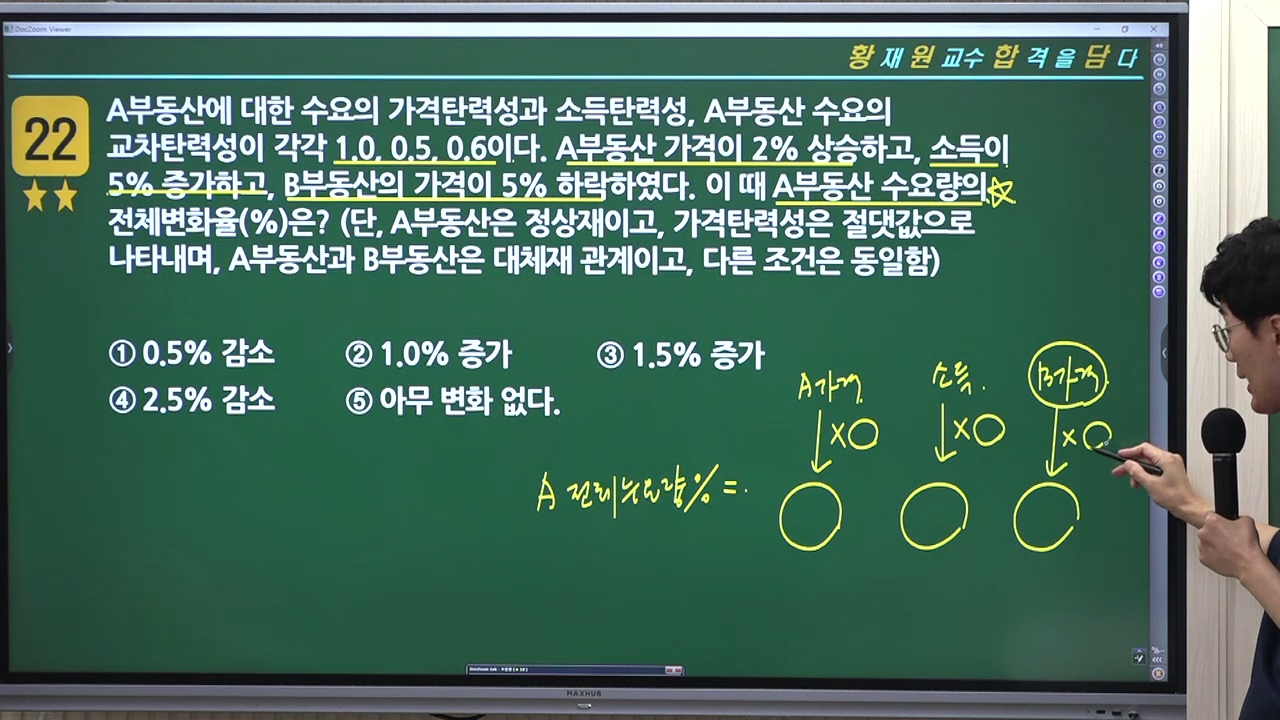 DocZoom Viewer
황재원교수합격을담다
22
A부동산에 대한 수요의 가격탄력성과 소득탄력성, A부동산 수요의
교차탄력성이 각각 1.0, 0.5, 0.6이다. A부동산 가격이 2% 상승하고, 소득이
5% 증가하고, B부동산의 가격이 5% 하락하였다. 이 때 A부동산 수요량의
전체변화율(%)은? (단, A부동산은 정상재이고, 가격탄력성은 절댓값으로
나타내며, A부동산과 B부동산은 대체재 관계이고, 다른 조건은 동일함)
① 0.5% 감소 ② 1.0% 증가 ③ 1.5% 증가
④ 2.5% 감소 ⑤ 아무 변화 없다.
A가격 소득. B가격
×○ ×○ ×○
A 전체수요량% =
MAXHUB